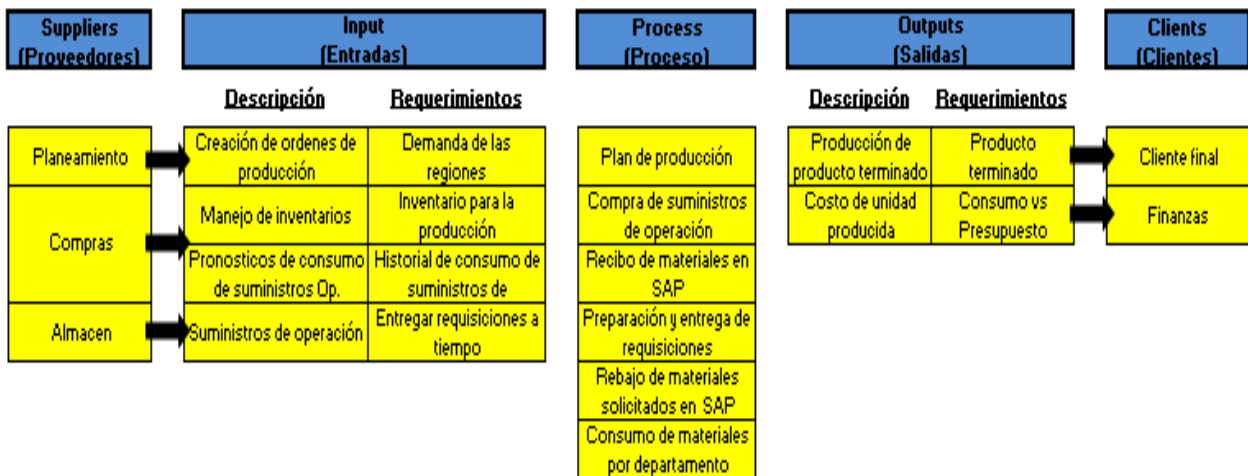 Suppliers
(Proveedores)
Input
(Entradas)
Process
(Proceso)
Outputs
(Salidas)
Clients
(Clientes)
Descripción
Requerimientos
Descripción
Requerimientos
Planeamiento
Compras
Almacen
Creación de ordenes de
producción
Demanda de las
regiones
Manejo de inventarios
Inventario para la
producción
Pronosticos de consumo
de suministros Op.
Historial de consumo de
suministros de
Suministros de operación
Entregar requisiciones a
tiempo
Plan de producción
Compra de suministros
de operación
Recibo de materiales en
SAP
Preparación y entrega de
requisiciones
Rebajo de materiales
solicitados en SAP
Consumo de materiales
por departamento
Producción de
producto terminado
Producto
terminado
Costo de unidad
producida
Consumo vs
Presupuesto
Cliente final
Finanzas